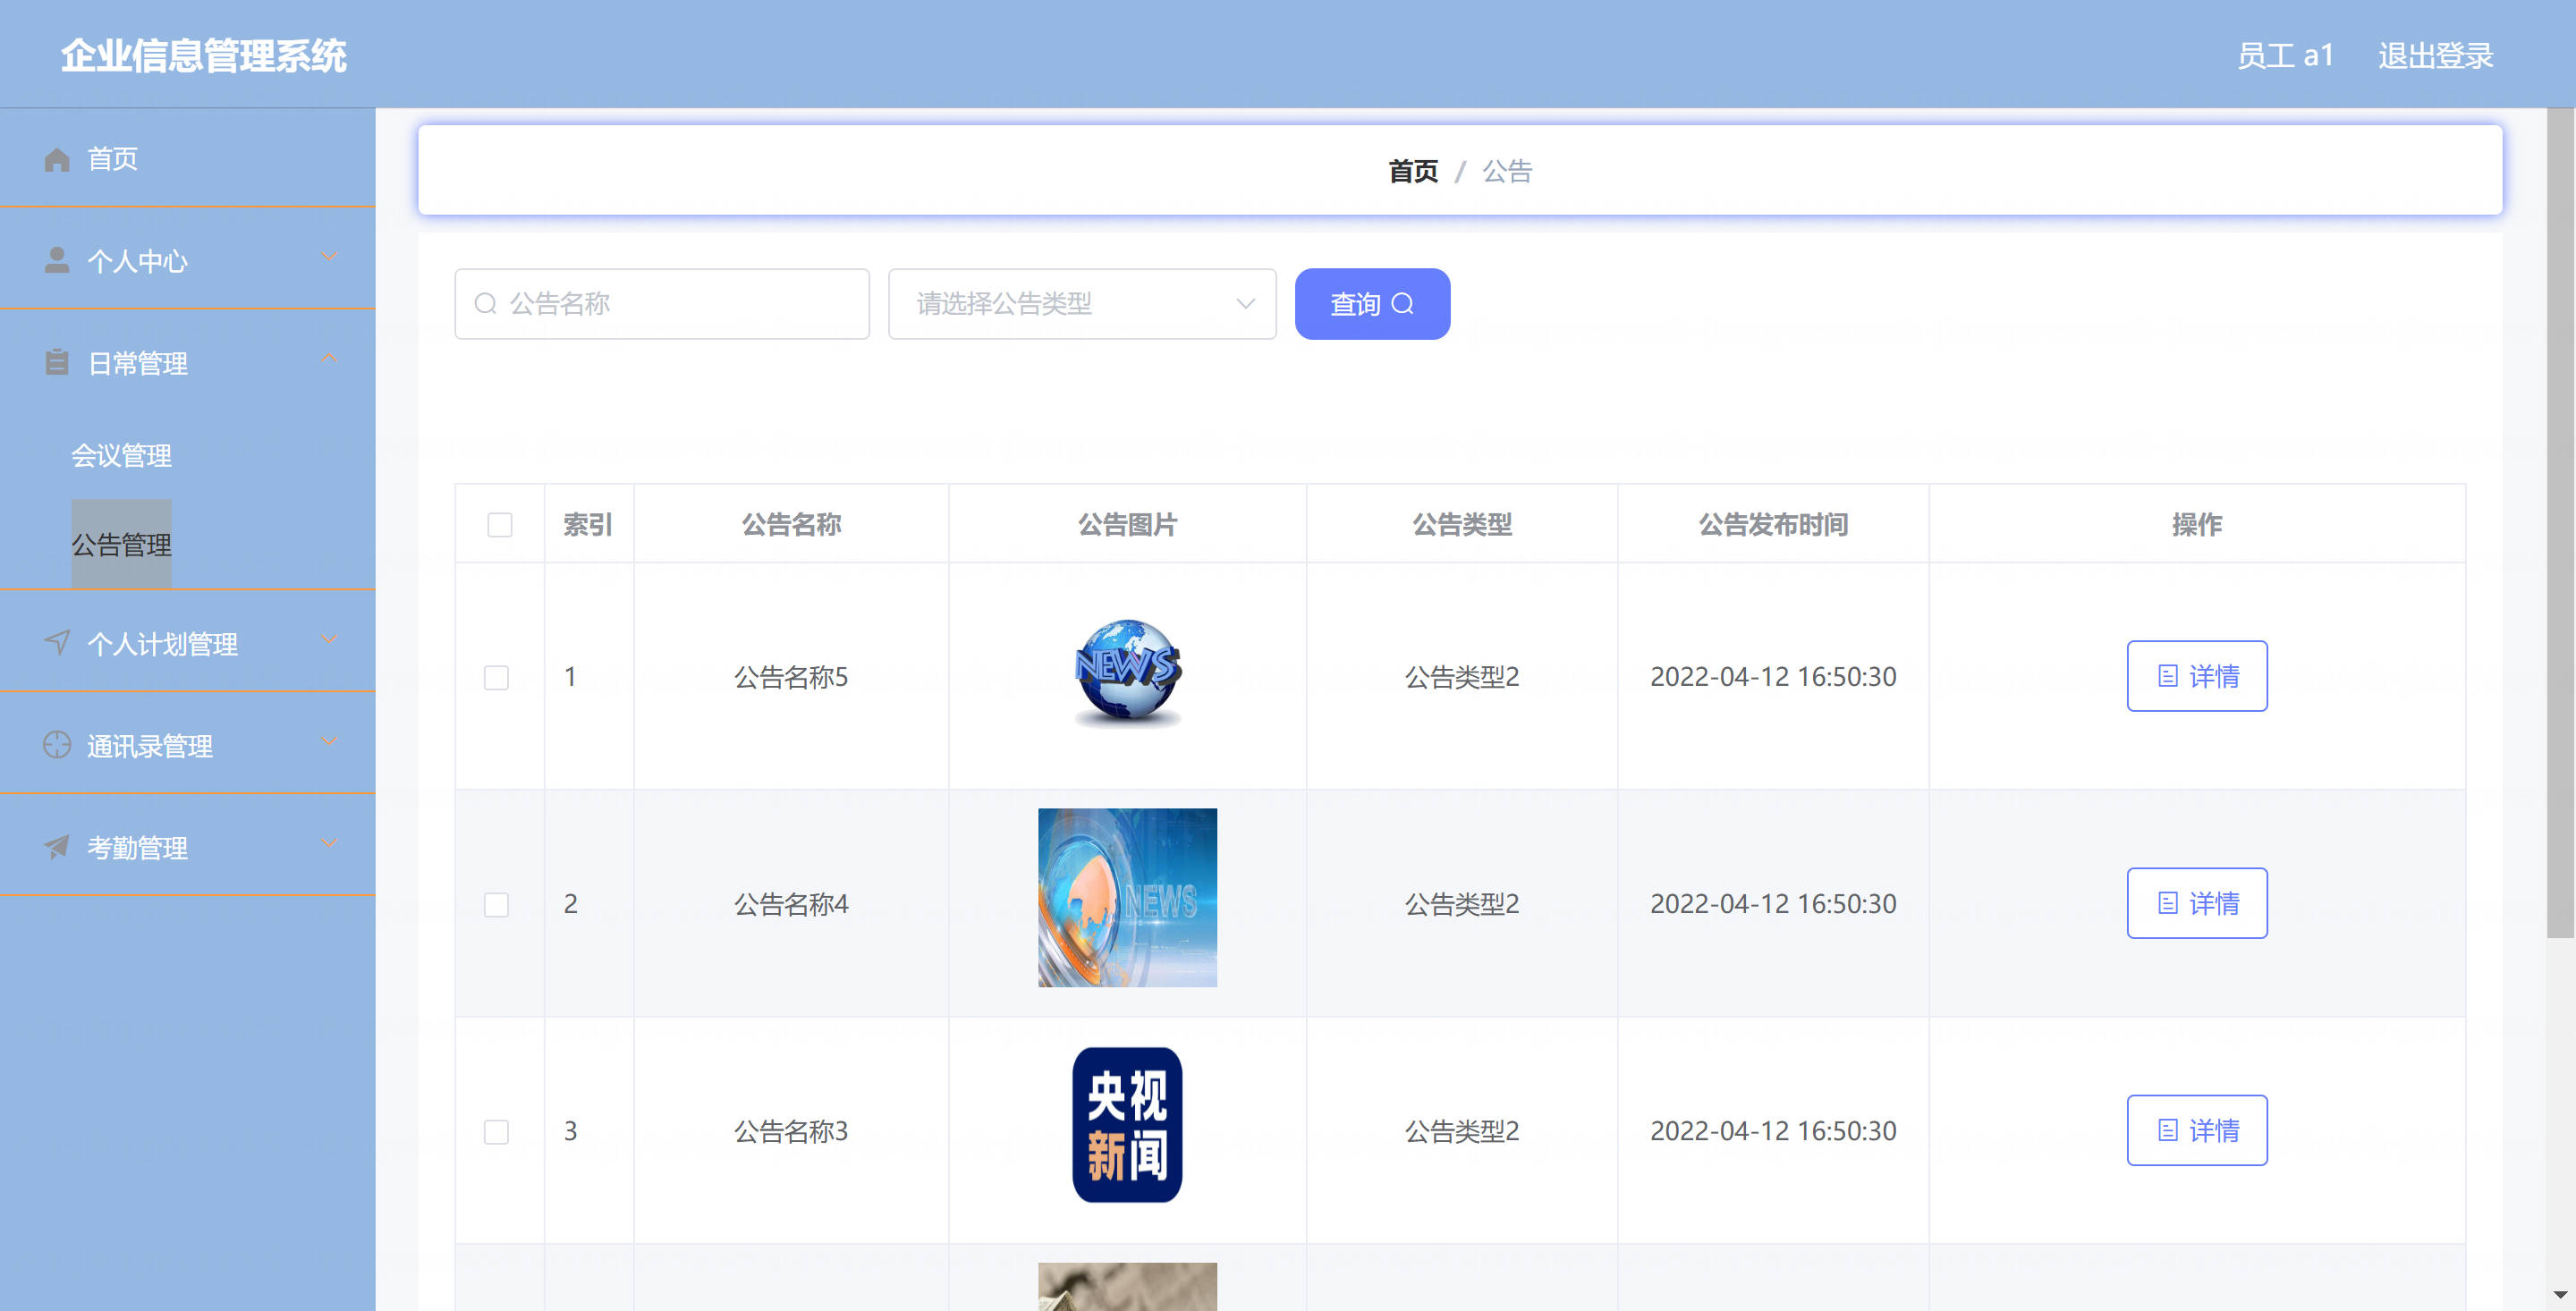 企业信息管理系统
员工 a1 退出登录
首页
个人中心
日常管理
会议管理
公告管理
个人计划管理
通讯录管理
考勤管理
首页 / 公告
公告名称 请选择公告类型 查询
索引 公告名称 公告图片 公告类型 公告发布时间 操作
1 公告名称5 NEWS 公告类型2 2022-04-12 16:50:30 详情
2 公告名称4 NEWS 公告类型2 2022-04-12 16:50:30 详情
3 公告名称3 央视 公告类型2 2022-04-12 16:50:30 详情
新闻